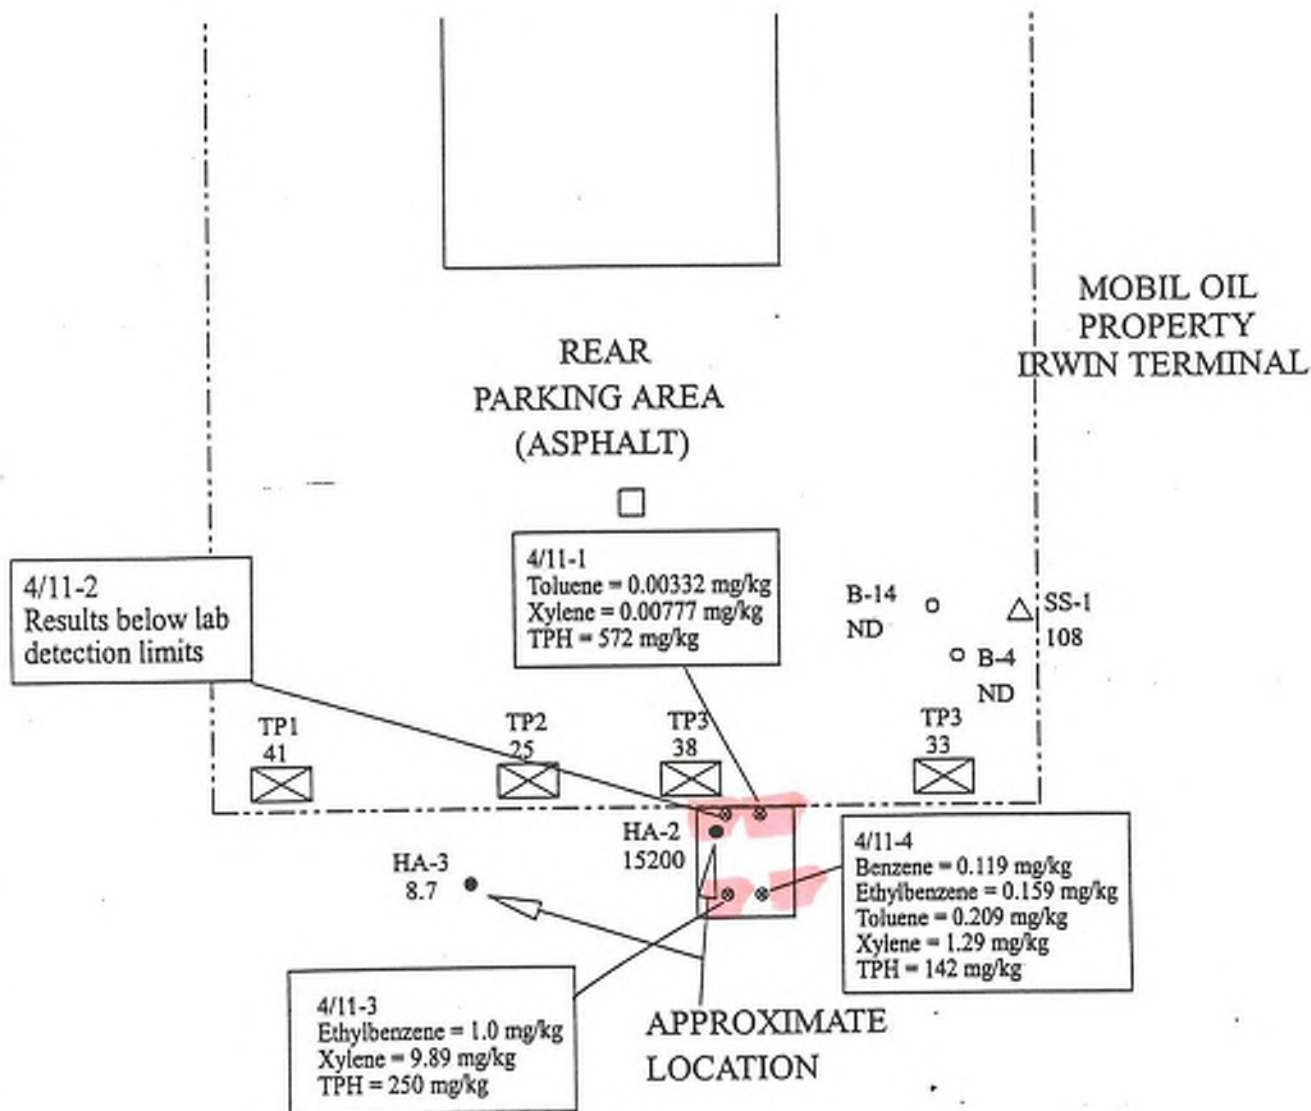 MOBIL OIL
PROPERTY
IRWIN TERMINAL
REAR
PARKING AREA
(ASPHALT)
4/11-2
Results below lab
detection limits
4/11-1
Toluene = 0.00332 mg/kg
Xylene = 0.00777 mg/kg
TPH = 572 mg/kg
B-14
ND
SS-1
108
B-4
ND
TP1
41
TP2
25
TP3
38
TP3
33
HA-2
15200
HA-3
8.7
4/11-4
Benzene = 0.119 mg/kg
Ethylbenzene = 0.159 mg/kg
Toluene = 0.209 mg/kg
Xylene = 1.29 mg/kg
TPH = 142 mg/kg
4/11-3
Ethylbenzene = 1.0 mg/kg
Xylene = 9.89 mg/kg
TPH = 250 mg/kg
APPROXIMATE
LOCATION